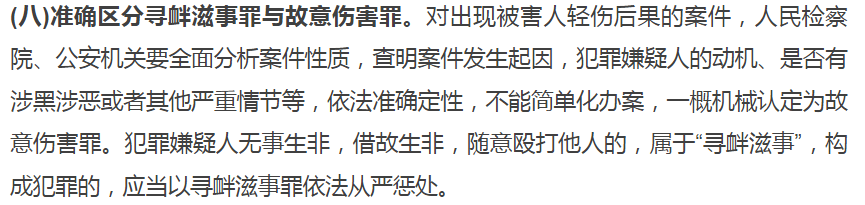 (八)准确区分寻衅滋事罪与故意伤害罪。对出现被害人轻伤后果的案件，人民检察
院、公安机关要全面分析案件性质，查明案件发生起因，犯罪嫌疑人的动机、是否有
涉黑涉恶或者其他严重情节等，依法准确定性，不能简单化办案，一概机械认定为故
意伤害罪。犯罪嫌疑人无事生非，借故生非，随意殴打他人的，属于“寻衅滋事”，构
成犯罪的，应当以寻衅滋事罪依法从严惩处。